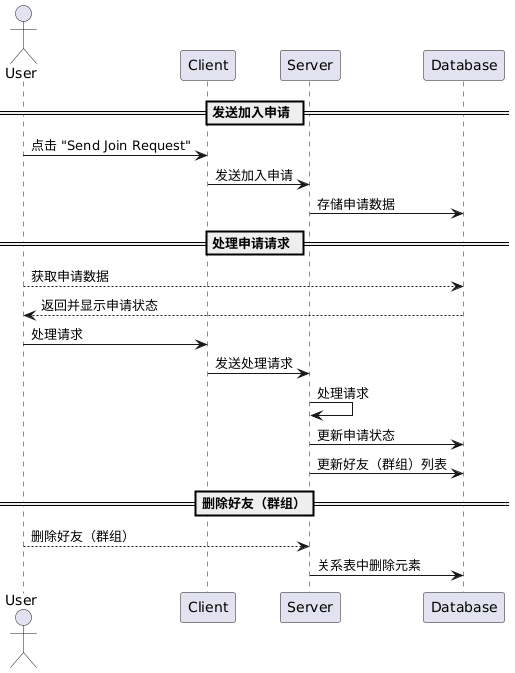 User
Client
Server
Database
发送加入申请
点击 "Send Join Request"
发送加入申请
存储申请数据
处理申请请求
获取申请数据
返回并显示申请状态
处理请求
发送处理请求
处理请求
更新申请状态
更新好友（群组）列表
删除好友（群组）
删除好友（群组）
关系表中删除元素
User
Client
Server
Database